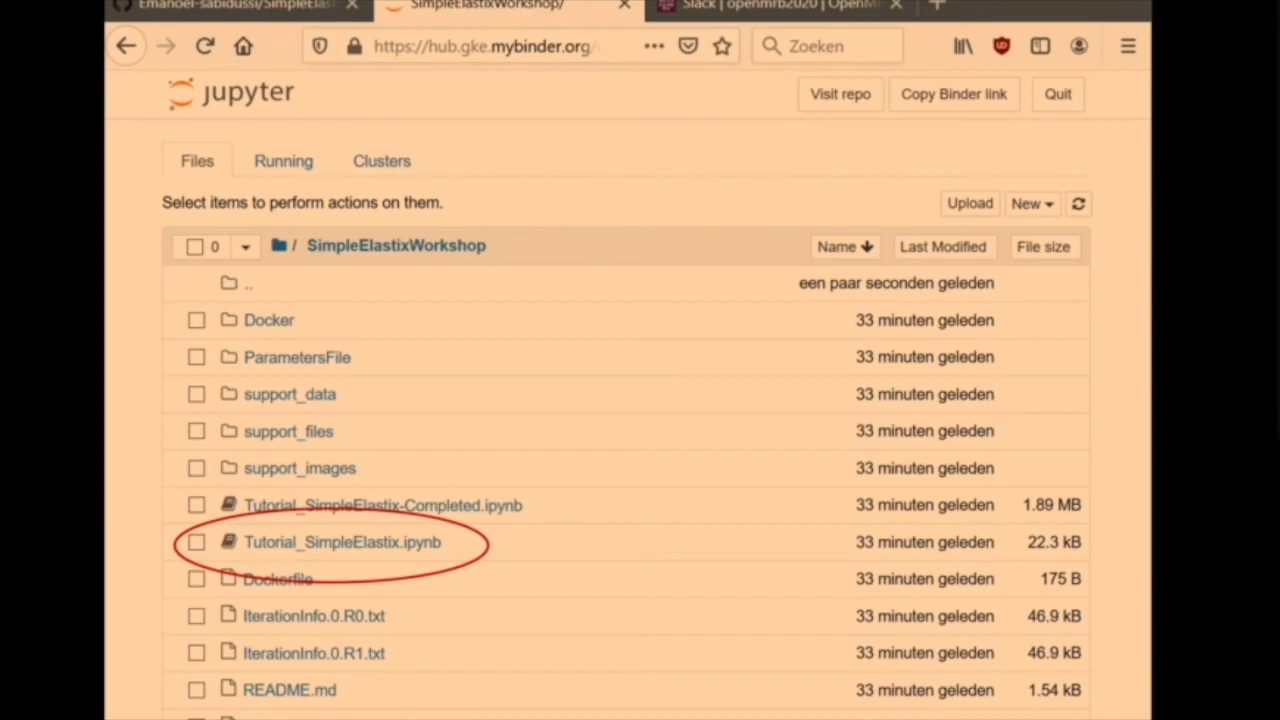 Emanoel-sabidussi/SimpleElast
SimpleElastixWorkshop/
Slack | openmrb2020 | OpenM
https://hub.gke.mybinder.org/
Zoeken
jupyter
Visit repo
Copy Binder link
Quit
Files
Running
Clusters
Select items to perform actions on them.
Upload
New
0
/ SimpleElastixWorkshop
Name
Last Modified
File size
..
een paar seconden geleden
Docker
33 minuten geleden
ParametersFile
33 minuten geleden
support_data
33 minuten geleden
support_files
33 minuten geleden
support_images
33 minuten geleden
Tutorial_SimpleElastix-Completed.ipynb
33 minuten geleden
1.89 MB
Tutorial_SimpleElastix.ipynb
33 minuten geleden
22.3 kB
Dockerfile
33 minuten geleden
175 B
IterationInfo.0.R0.txt
33 minuten geleden
46.9 kB
IterationInfo.0.R1.txt
33 minuten geleden
46.9 kB
README.md
33 minuten geleden
1.54 kB